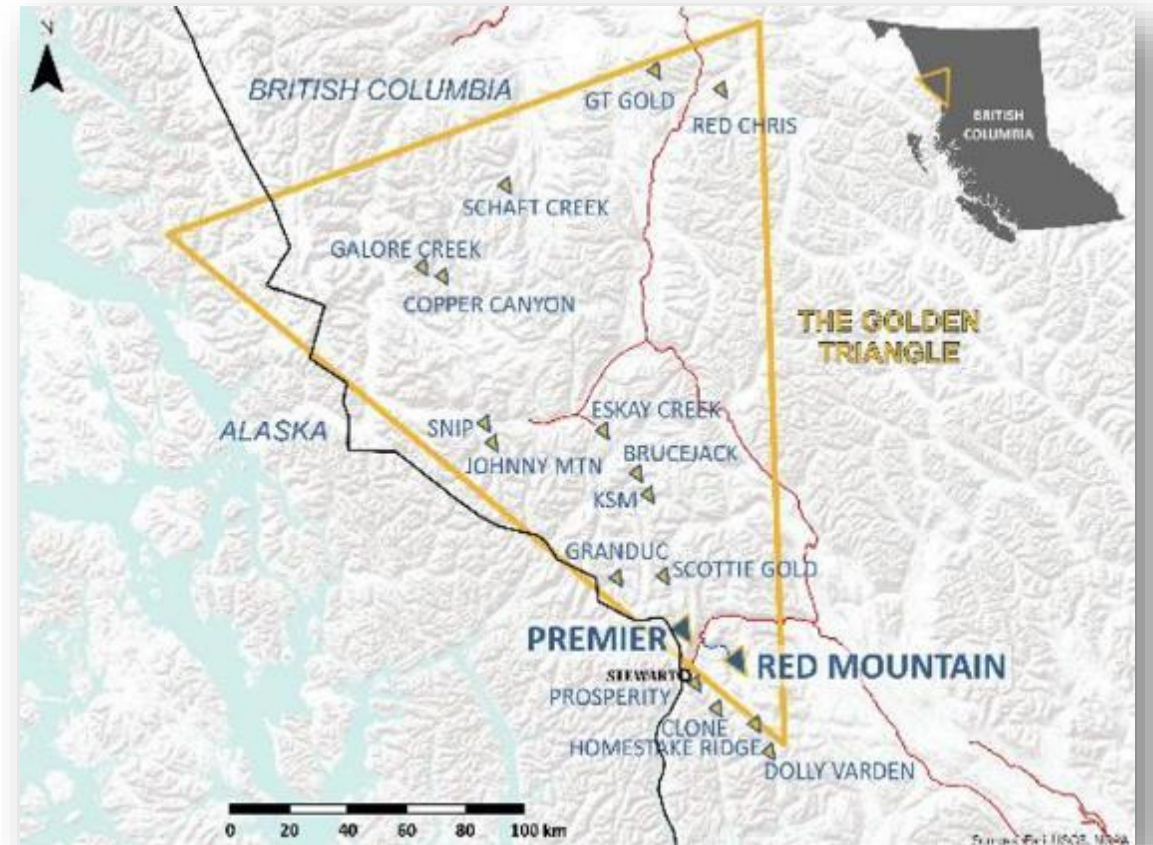 N
BRITISH COLUMBIA
GT GOLD
RED CHRIS
BRITISH
COLUMBIA
SCHAFT CREEK
GALORE CREEK
COPPER CANYON
THE GOLDEN
TRIANGLE
ALASKA
SNIP
ESKAY CREEK
JOHNNY MTN
BRUCEJACK
KSM
GRANDUC
SCOTTIE GOLD
PREMIER
RED MOUNTAIN
STEWART
PROSPERITY
CLONE
HOMESTAKE RIDGE
DOLLY VARDEN
0 20 40 60 80 100 km